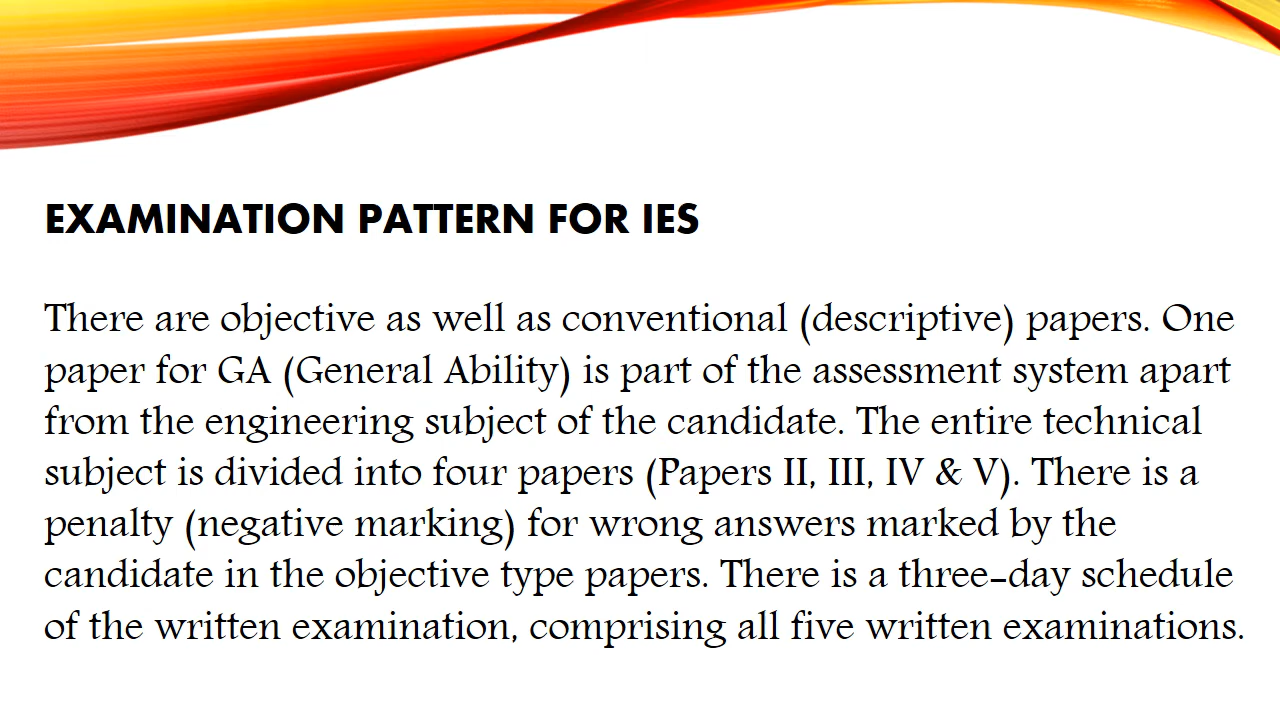 EXAMINATION PATTERN FOR IES
There are objective as well as conventional (descriptive) papers. One
paper for GA (General Ability) is part of the assessment system apart
from the engineering subject of the candidate. The entire technical
subject is divided into four papers (Papers II, III, IV & V). There is a
penalty (negative marking) for wrong answers marked by the
candidate in the objective type papers. There is a three-day schedule
of the written examination, comprising all five written examinations.